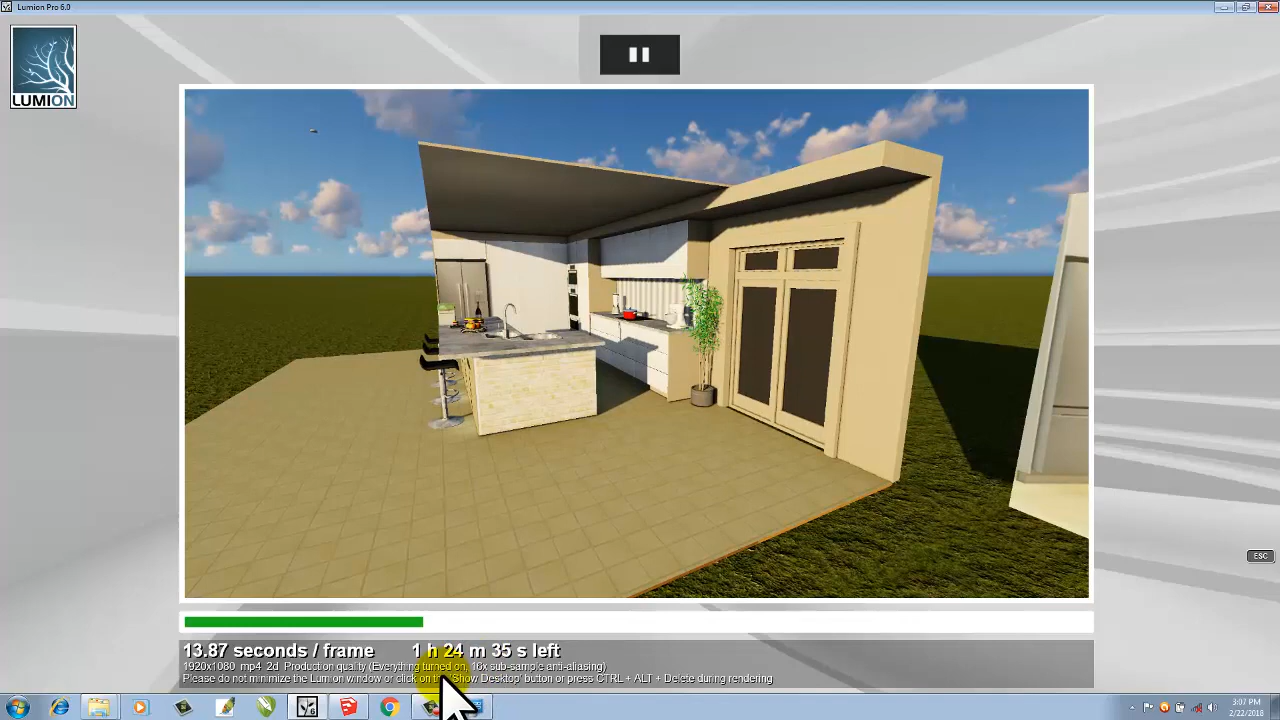 Lumion Pro 6.0
LUMION
ESC
13.87 seconds / frame 1 h 24 m 35 s left
1920x1080 mp4 2d Production quality (Everything turned on, 16x sub-sample anti-aliasing)
Please do not minimize the Lumion window or click on the 'Show Desktop' button or press CTRL + ALT + Delete during rendering
3:07 PM
2/22/2018